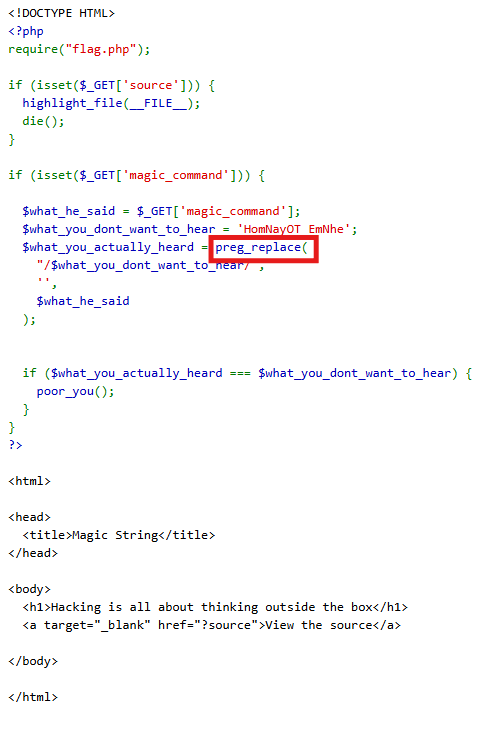 <!DOCTYPE HTML>
<?php
require("flag.php");
if (isset($_GET['source'])) {
highlight_file(__FILE__);
die();
}
if (isset($_GET['magic_command'])) {
$what_he_said = $_GET['magic_command'];
$what_you_dont_want_to_hear = 'HomNayOT_EmNhe';
$what_you_actually_heard = preg_replace(
"/$what_you_dont_want_to_hear/",
'',
$what_he_said
);
if ($what_you_actually_heard === $what_you_dont_want_to_hear) {
poor_you();
}
}
?>
<html>
<head>
<title>Magic String</title>
</head>
<body>
<h1>Hacking is all about thinking outside the box</h1>
<a target="_blank" href="?source">View the source</a>
</body>
</html>